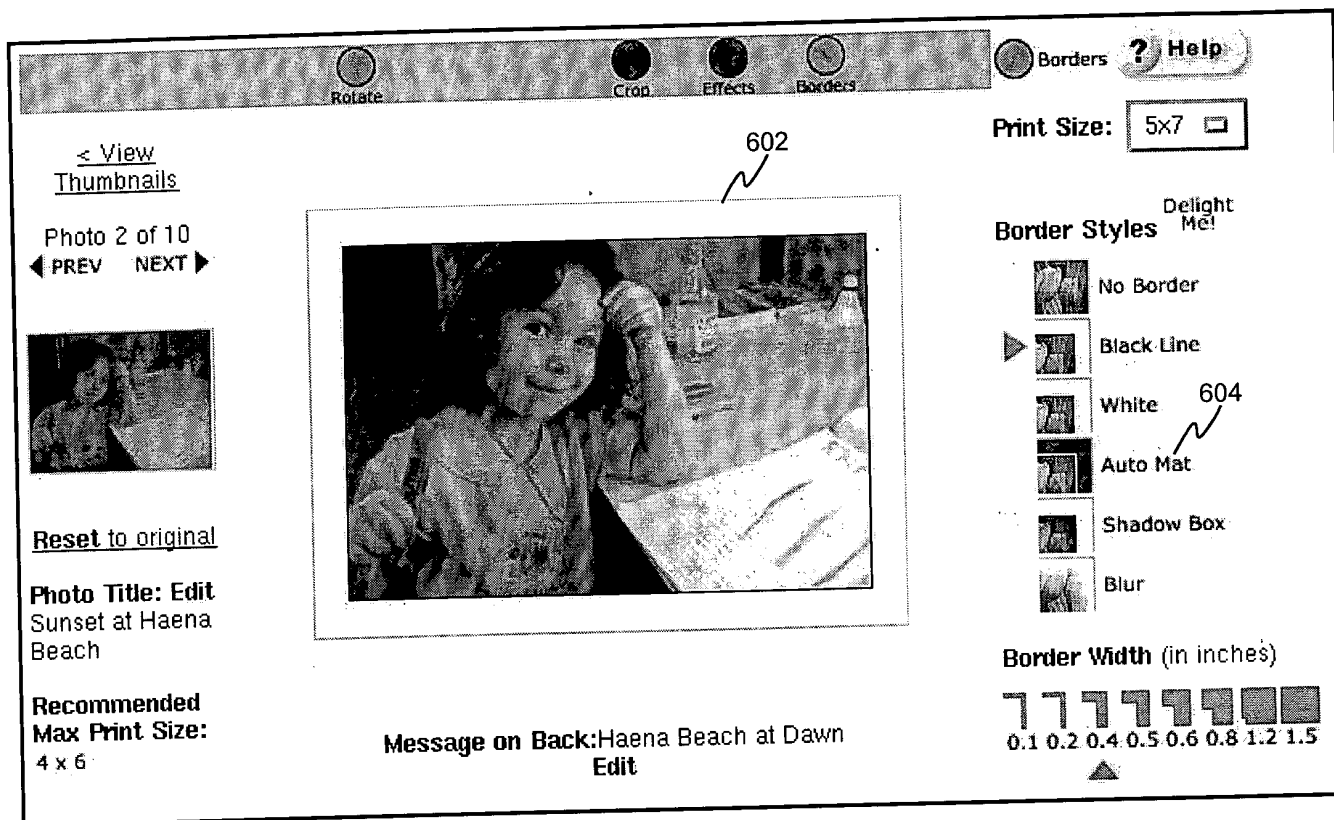 Rotate
Crop
Effects
Borders
Borders
? Help
Print Size: 5x7
< View
Thumbnails
Photo 2 of 10
PREV NEXT
Reset to original
Photo Title: Edit
Sunset at Haena
Beach
Recommended
Max Print Size:
4 x 6
602
Message on Back:Haena Beach at Dawn
Edit
Border Styles
Delight
Me!
No Border
Black Line
White
604
Auto Mat
Shadow Box
Blur
Border Width (in inches)
0.1 0.2 0.4 0.5 0.6 0.8 1.2 1.5